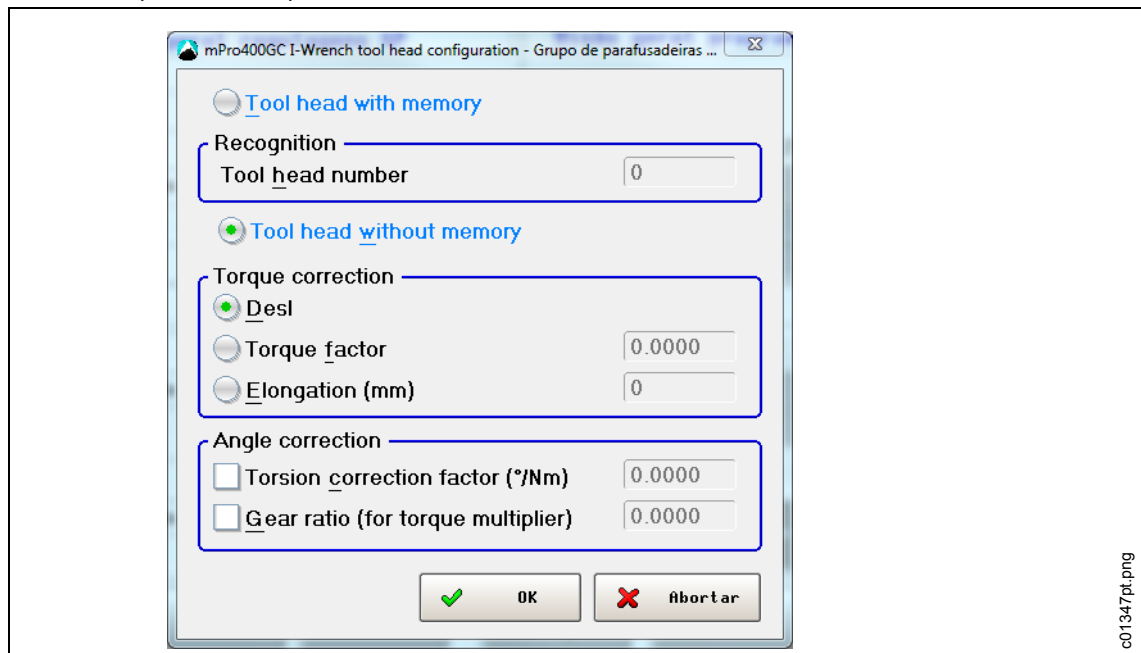 mPro400GC I-Wrench tool head configuration - Grupo de parafusadeiras ...
Tool head with memory
Recognition
Tool head number 0
Tool head without memory
Torque correction
Desl
Torque factor 0.0000
Elongation (mm) 0
Angle correction
Torsion correction factor (°/Nm) 0.0000
Gear ratio (for torque multiplier) 0.0000
OK Abortar
c01347pt.png